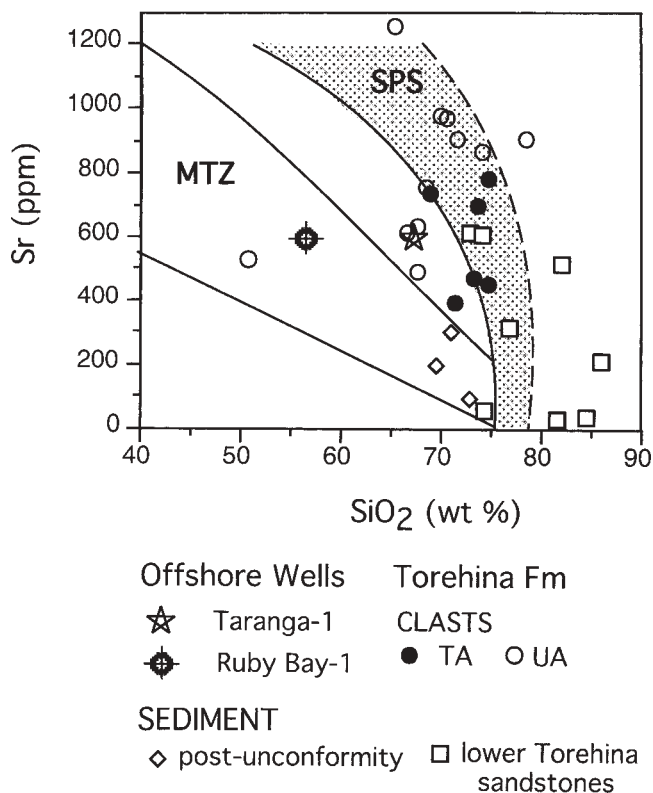 1200
1000
800
600
400
200
0
Sr (ppm)
SPS
MTZ
40 50 60 70 80 90
SiO2 (wt %)
Offshore Wells Torehina Fm
Taranga-1 CLASTS
Ruby Bay-1 TA UA
SEDIMENT
post-unconformity lower Torehina
sandstones